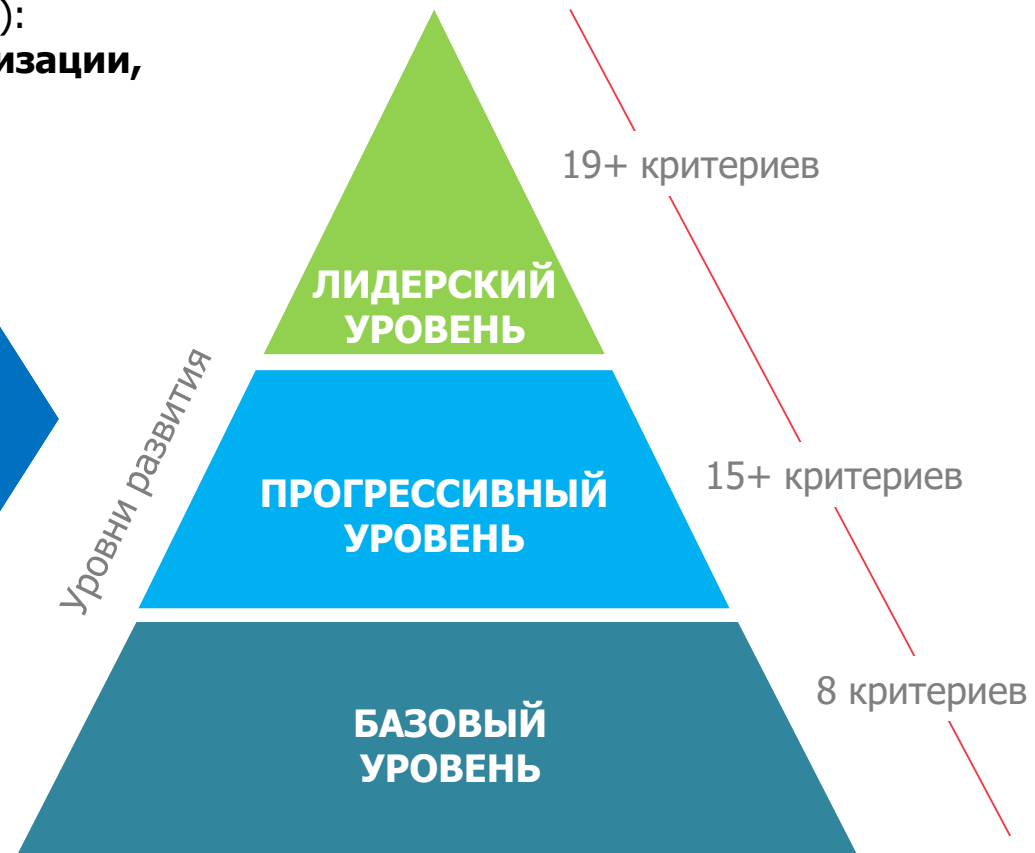 ):
изации,
19+ критериев
ЛИДЕРСКИЙ
УРОВЕНЬ
Уровни развития
15+ критериев
ПРОГРЕССИВНЫЙ
УРОВЕНЬ
8 критериев
БАЗОВЫЙ
УРОВЕНЬ